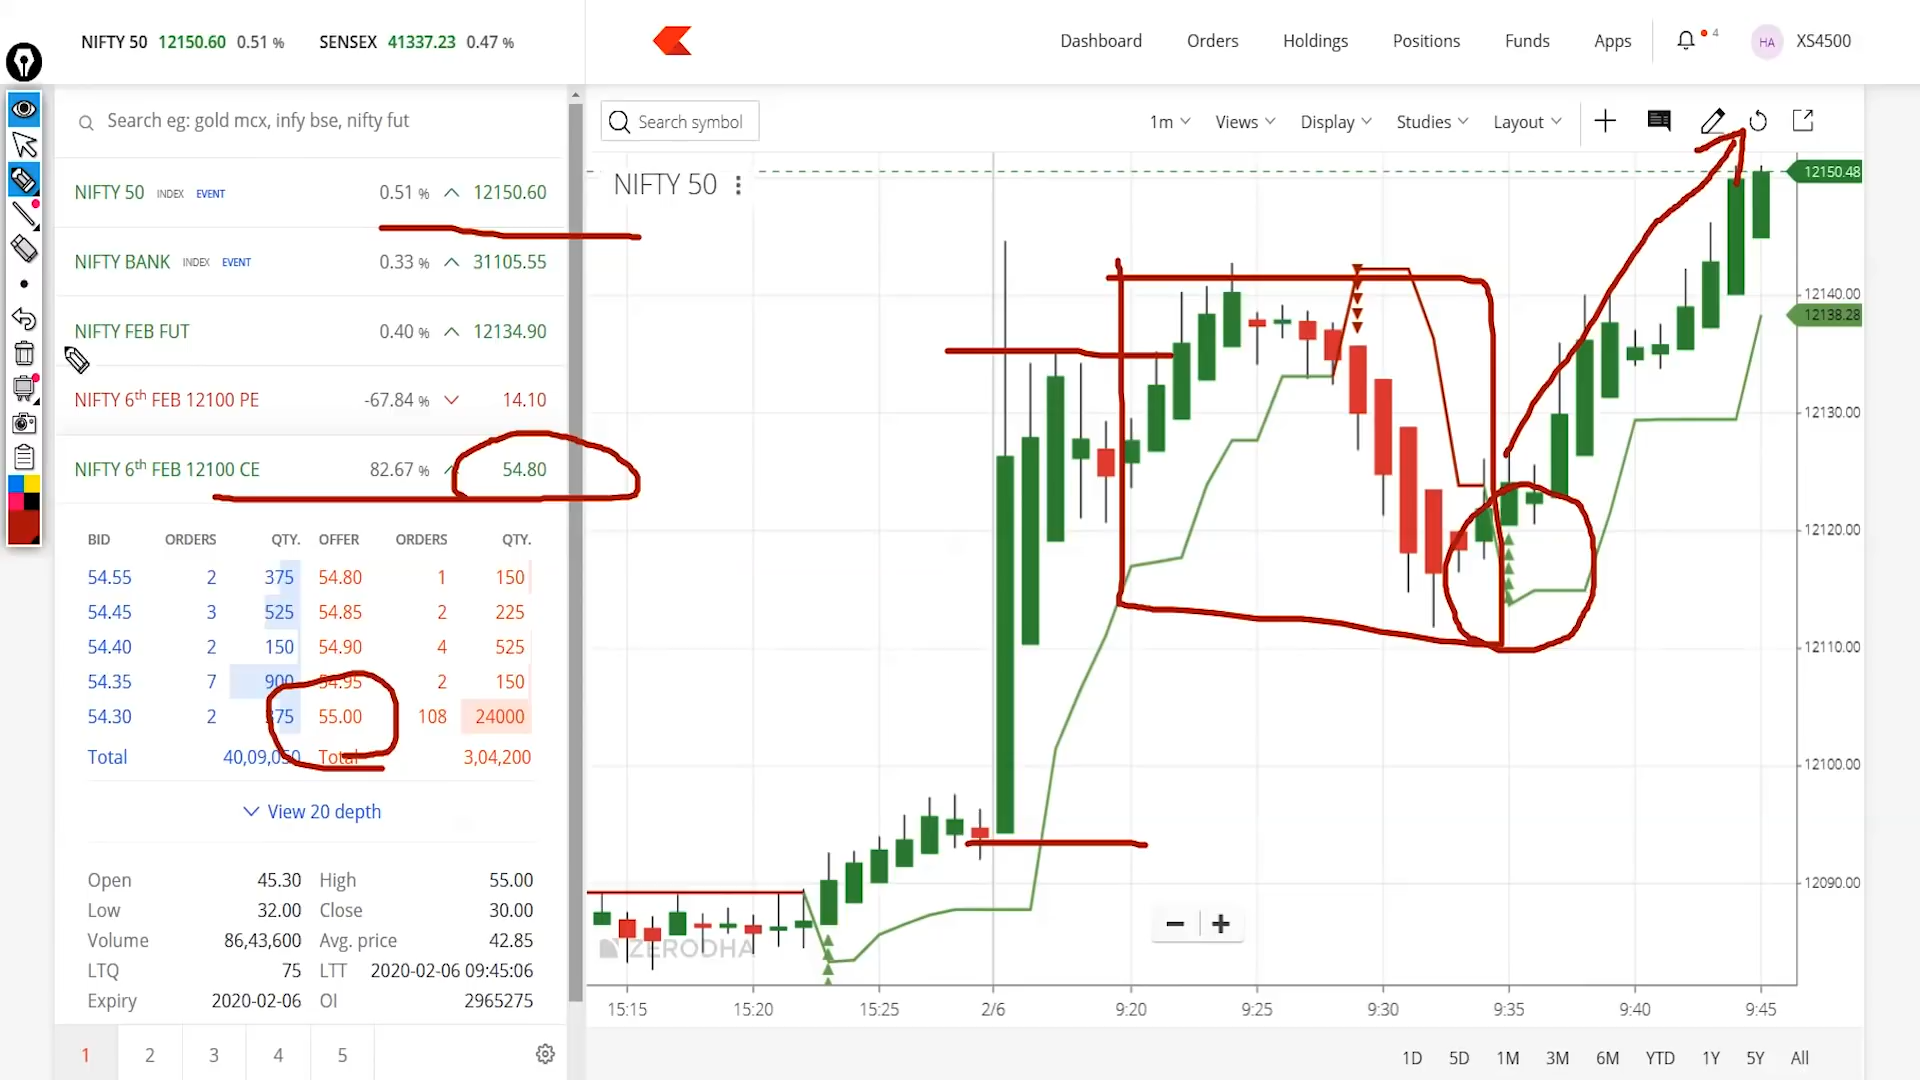 NIFTY 50 12150.60 0.51 % SENSEX 41337.23 0.47 %
Dashboard Orders Holdings Positions Funds Apps 4 HA XS4500
Search eg: gold mcx, infy bse, nifty fut
Search symbol 1m Views Display Studies Layout
NIFTY 50 INDEX EVENT 0.51 % 12150.60
NIFTY BANK INDEX EVENT 0.33 % 31105.55
NIFTY FEB FUT 0.40 % 12134.90
NIFTY 6th FEB 12100 PE -67.84 % 14.10
NIFTY 6th FEB 12100 CE 82.67 % 54.80
BID ORDERS QTY. OFFER ORDERS QTY.
54.55 2 375 54.80 1 150
54.45 3 525 54.85 2 225
54.40 2 150 54.90 4 525
54.35 7 900 54.95 2 150
54.30 2 375 55.00 108 24000
Total 40,09,050 Total 3,04,200
View 20 depth
Open 45.30 High 55.00
Low 32.00 Close 30.00
Volume 86,43,600 Avg. price 42.85
LTQ 75 LTT 2020-02-06 09:45:06
Expiry 2020-02-06 OI 2965275
1 2 3 4 5
NIFTY 50
12150.48
12140.00
12138.28
12130.00
12120.00
12110.00
12100.00
12090.00
ZERODHA
15:15 15:20 15:25 2/6 9:20 9:25 9:30 9:35 9:40 9:45
1D 5D 1M 3M 6M YTD 1Y 5Y All